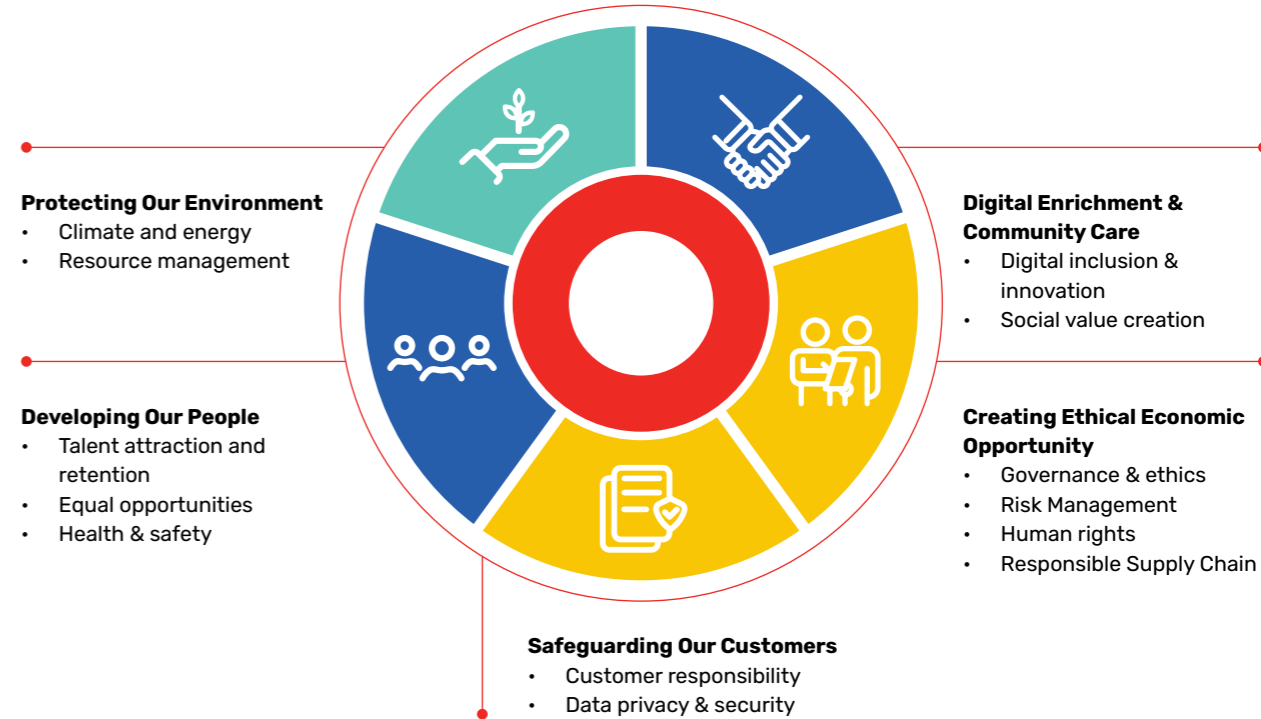 Protecting Our Environment
• Climate and energy
• Resource management
Developing Our People
• Talent attraction and
retention
• Equal opportunities
• Health & safety
Safeguarding Our Customers
• Customer responsibility
• Data privacy & security
Digital Enrichment &
Community Care
• Digital inclusion &
innovation
• Social value creation
Creating Ethical Economic
Opportunity
• Governance & ethics
• Risk Management
• Human rights
• Responsible Supply Chain